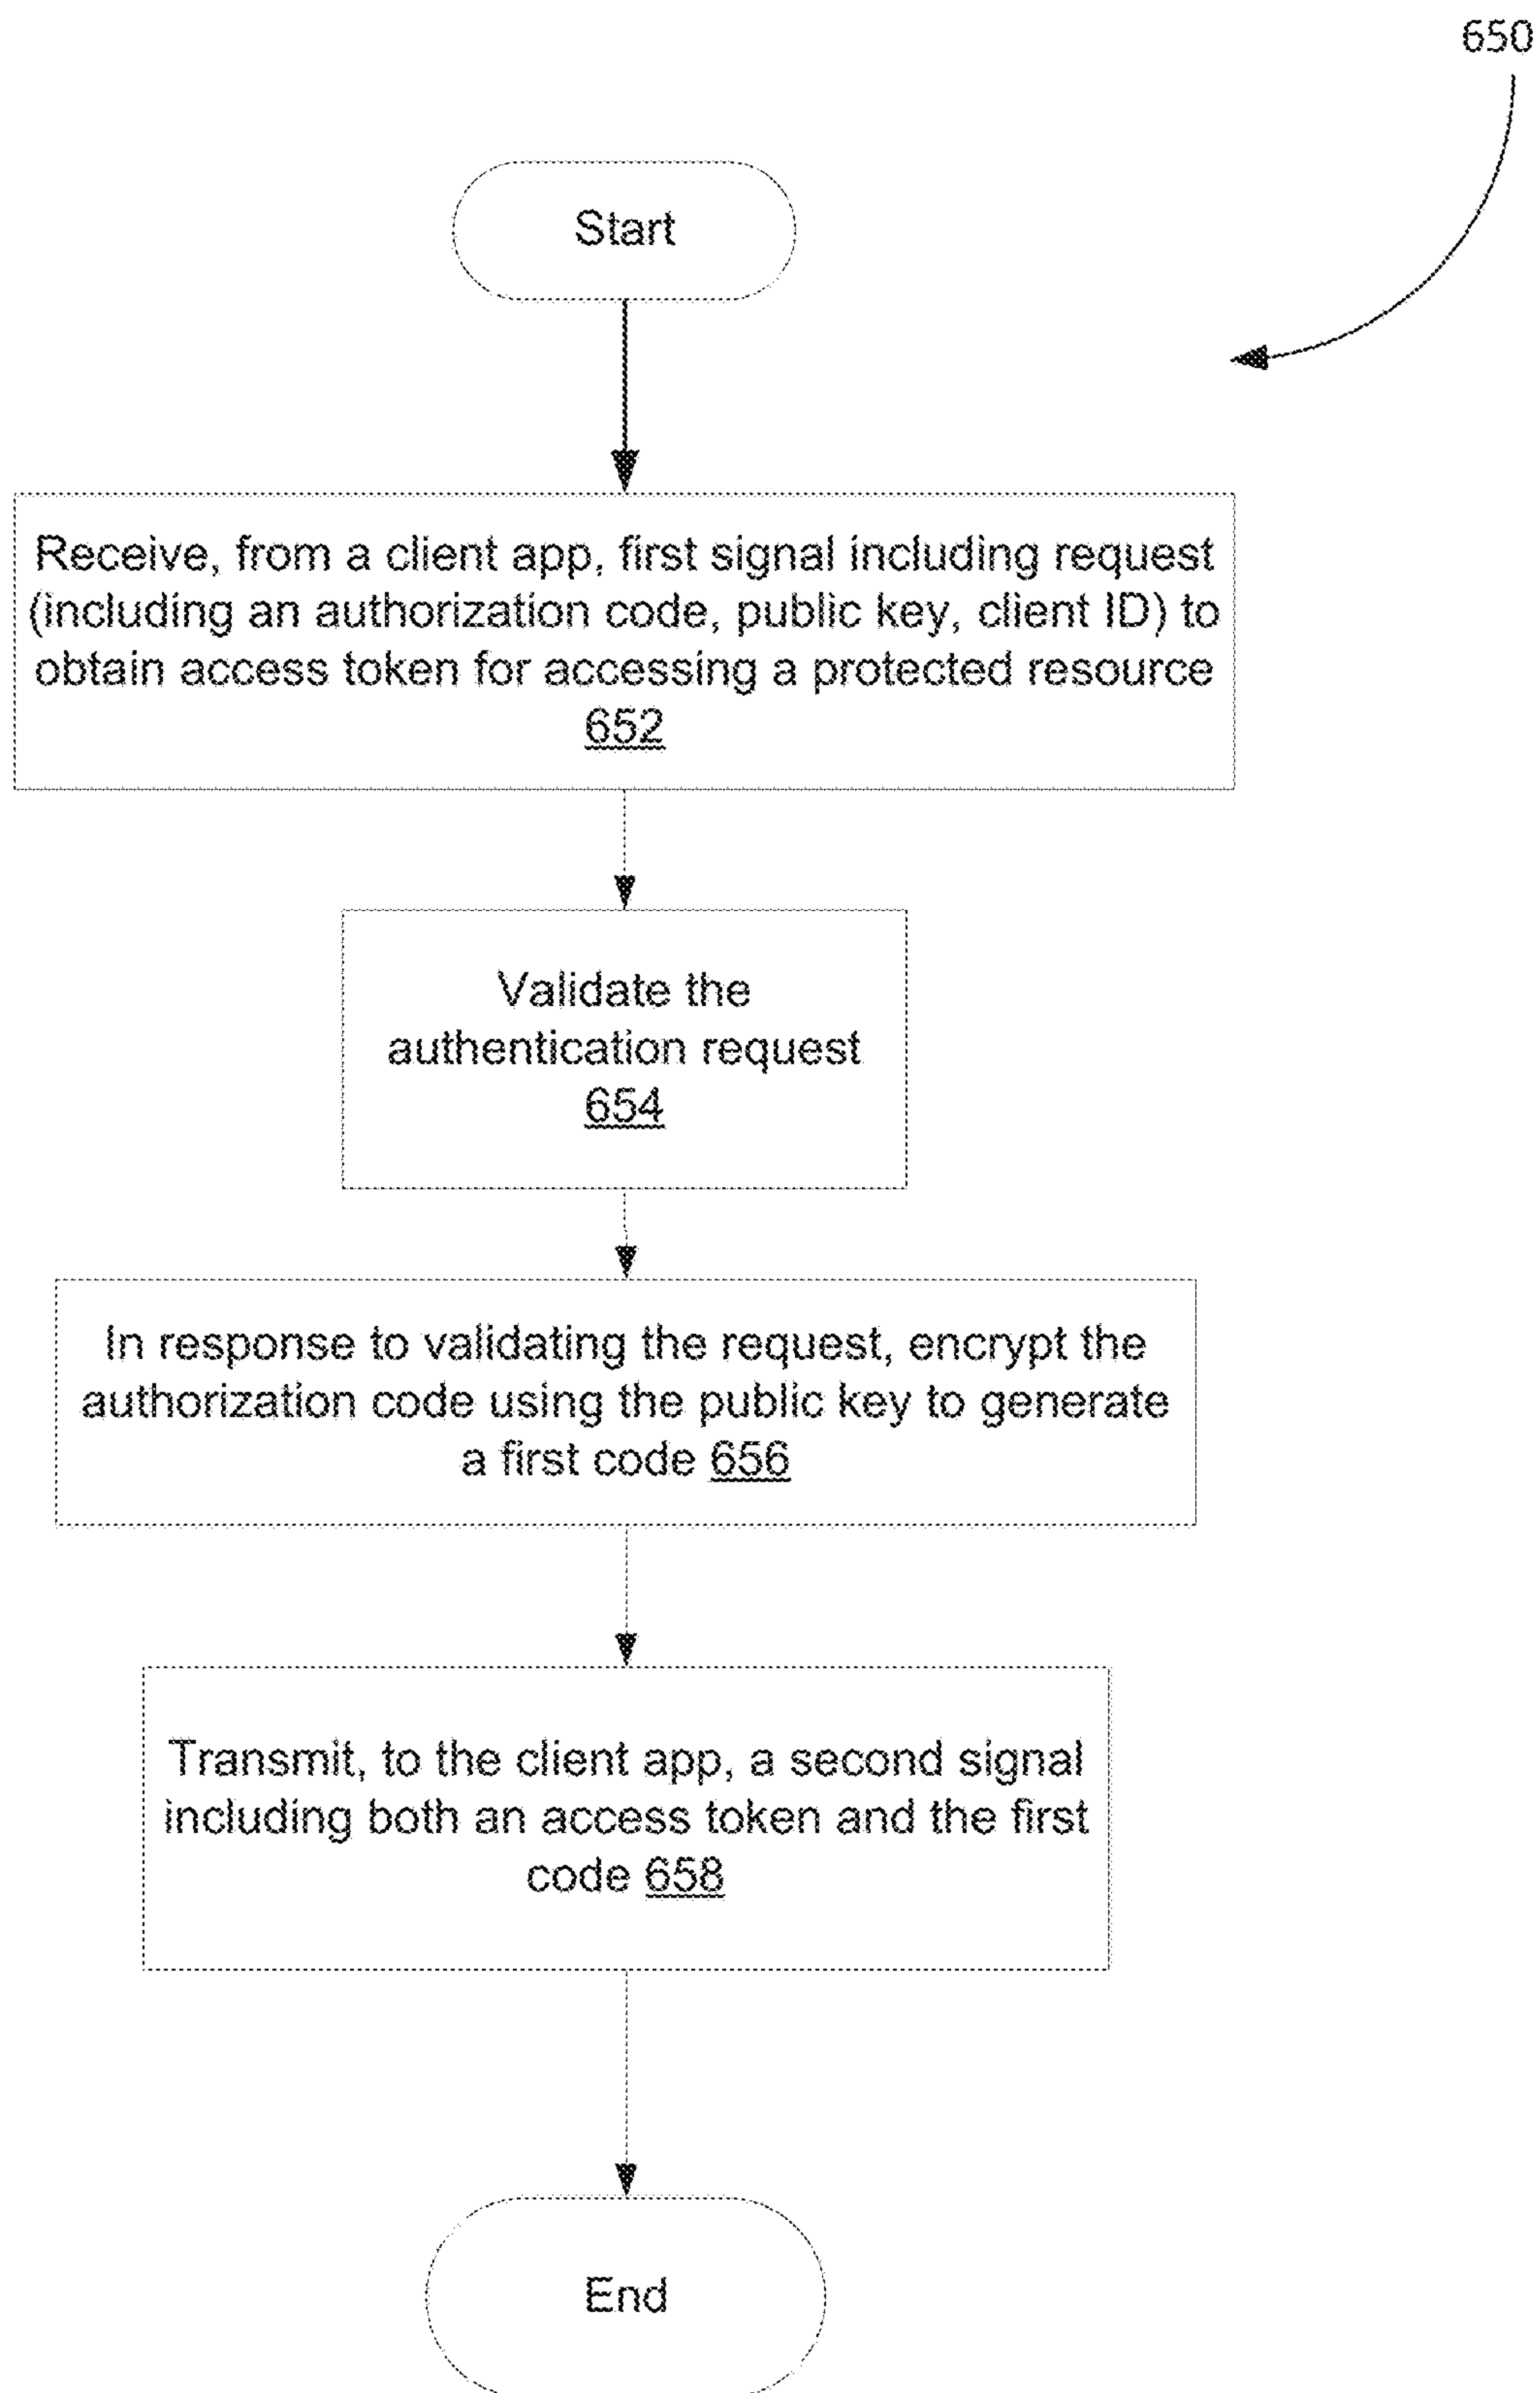 650
Start
Receive, from a client app, first signal including request
(including an authorization code, public key, client ID) to
obtain access token for accessing a protected resource
652
Validate the
authentication request
654
In response to validating the request, encrypt the
authorization code using the public key to generate
a first code 656
Transmit, to the client app, a second signal
including both an access token and the first
code 658
End